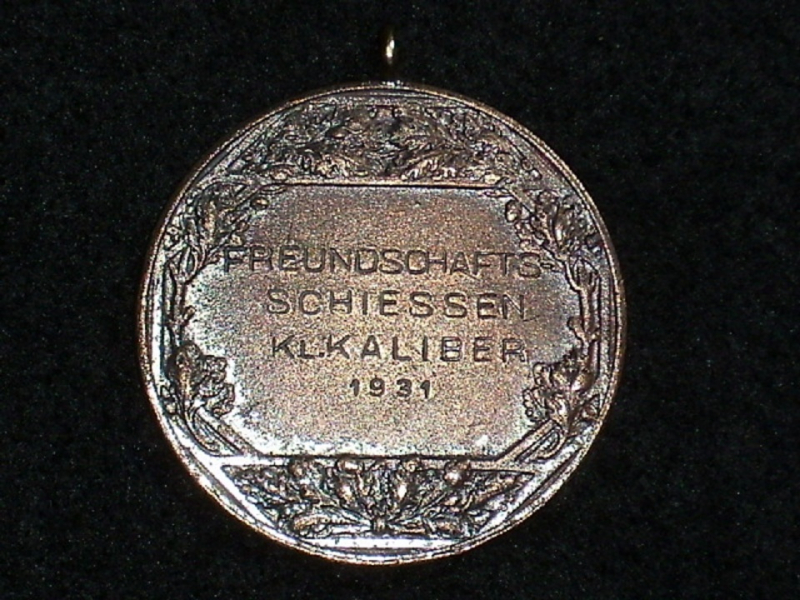 FREUNDSCHAFTS-
SCHIESSEN
KL.KALIBER
1931